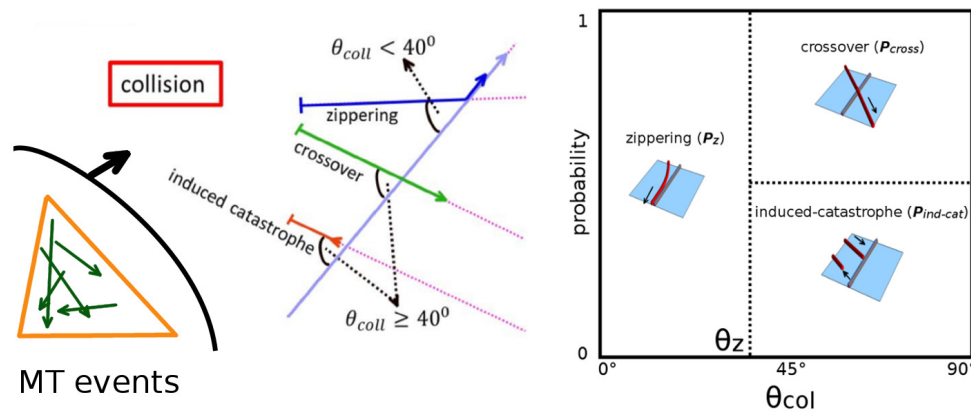 collision
θcoll < 40⁰
zippering
crossover
induced catastrophe
θcoll ≥ 40⁰
MT events
1
probability
0
crossover (Pcross)
zippering (Pz)
induced-catastrophe (Pind-cat)
θz
0°
45°
90°
θcol